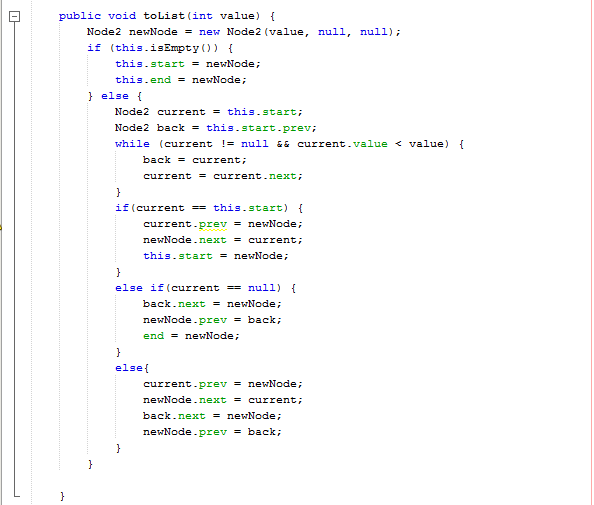 public void toList(int value) {
Node2 newNode = new Node2(value, null, null);
if (this.isEmpty()) {
this.start = newNode;
this.end = newNode;
} else {
Node2 current = this.start;
Node2 back = this.start.prev;
while (current != null && current.value < value) {
back = current;
current = current.next;
}
if(current == this.start) {
current.prev = newNode;
newNode.next = current;
this.start = newNode;
}
else if(current == null) {
back.next = newNode;
newNode.prev = back;
end = newNode;
}
else{
current.prev = newNode;
newNode.next = current;
back.next = newNode;
newNode.prev = back;
}
}
}